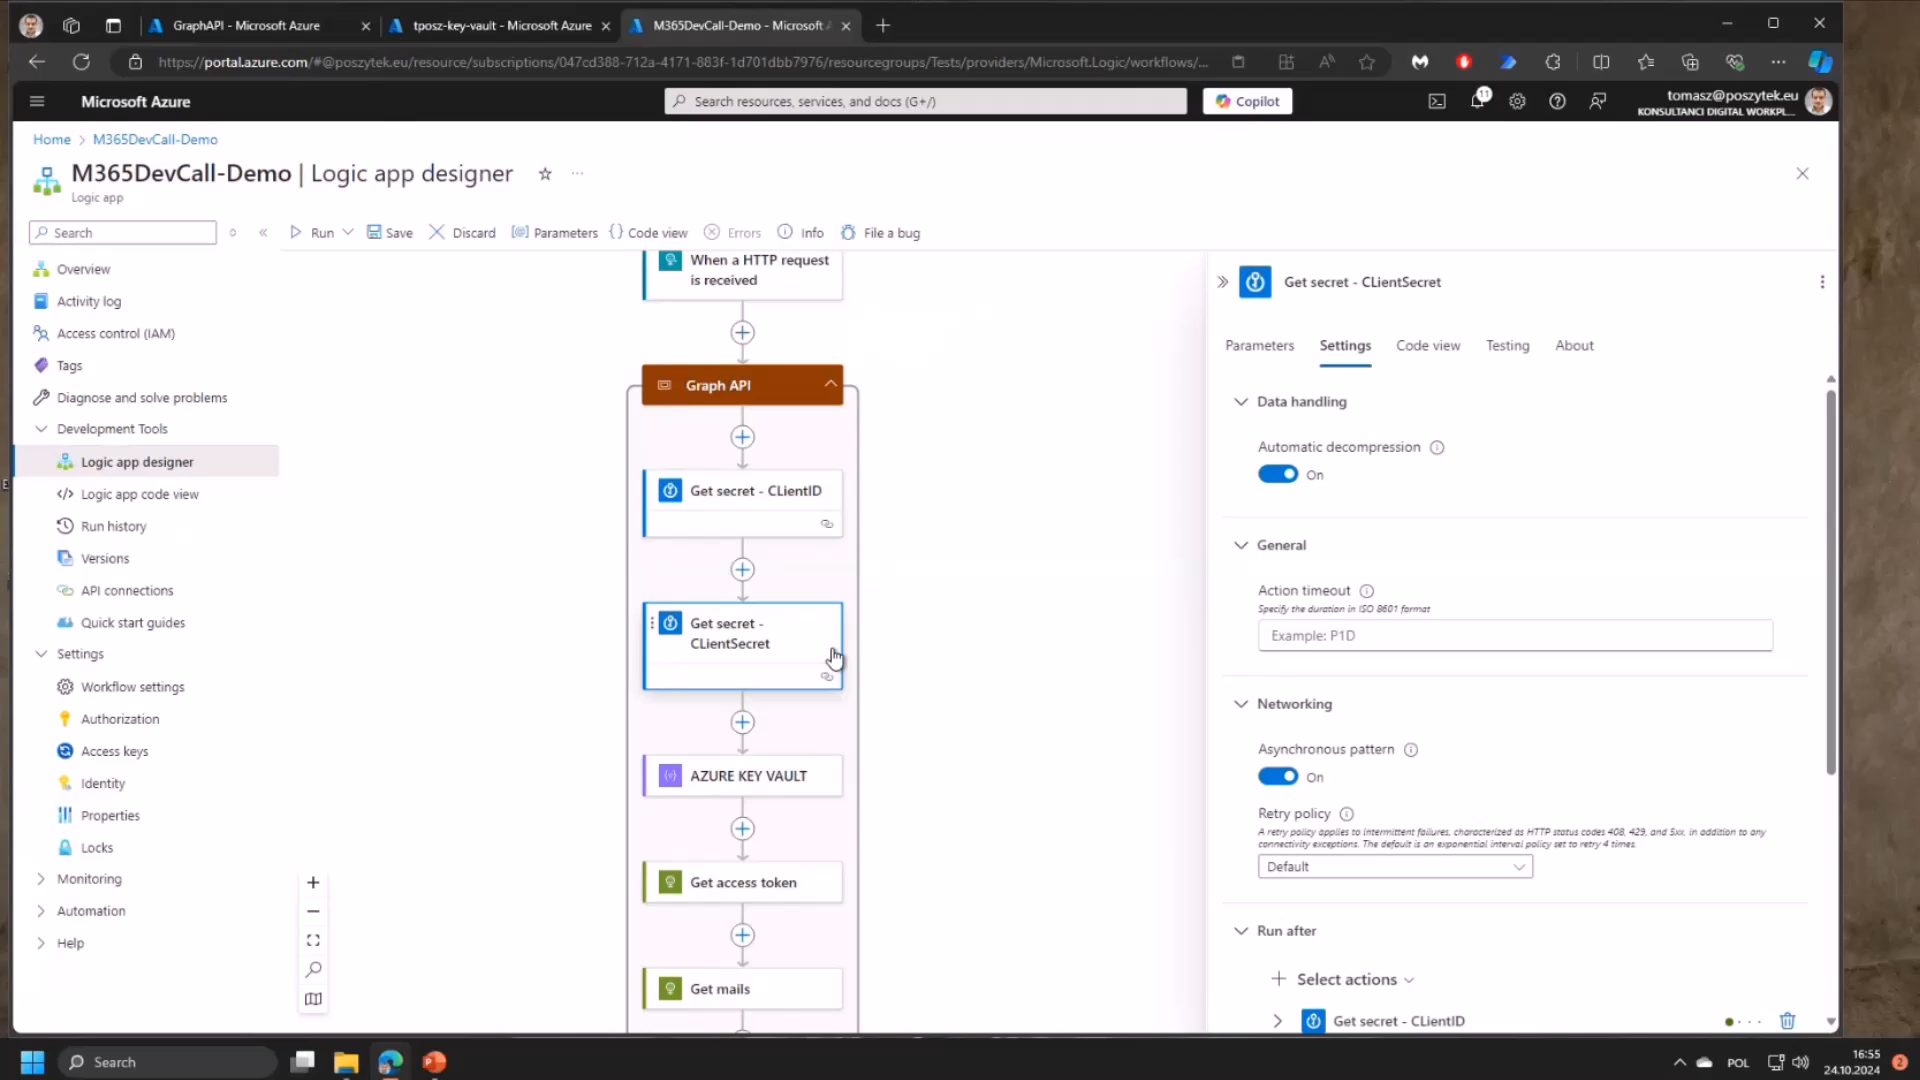 GraphAPI - Microsoft Azure
tposz-key-vault - Microsoft Azure
M365DevCall-Demo - Microsoft A
https://portal.azure.com/#@poszytek.eu/resource/subscriptions/047cd388-712a-4171-883f-1d701dbb7976/resourcegroups/Tests/providers/Microsoft.Logic/workflows/...
Microsoft Azure
Search resources, services, and docs (G+/)
Copilot
11
tomasz@poszytek.eu
KONSULTANCI DIGITAL WORKPL...
Home > M365DevCall-Demo
M365DevCall-Demo | Logic app designer
Logic app
Search
Run
Save
Discard
Parameters
Code view
Errors
Info
File a bug
Overview
Activity log
Access control (IAM)
Tags
Diagnose and solve problems
Development Tools
Logic app designer
Logic app code view
Run history
Versions
API connections
Quick start guides
Settings
Workflow settings
Authorization
Access keys
Identity
Properties
Locks
Monitoring
Automation
Help
When a HTTP request
is received
Graph API
Get secret - CLientID
Get secret -
CLientSecret
AZURE KEY VAULT
Get access token
Get mails
Get secret - CLientSecret
Parameters
Settings
Code view
Testing
About
Data handling
Automatic decompression
On
General
Action timeout
Specify the duration in ISO 8601 format
Example: P1D
Networking
Asynchronous pattern
On
Retry policy
A retry policy applies to intermittent failures, characterized as HTTP status codes 408, 429, and 5xx, in addition to any
connectivity exceptions. The default is an exponential interval policy set to retry 4 times.
Default
Run after
Select actions
Get secret - CLientID
Search
POL
16:55
24.10.2024
2